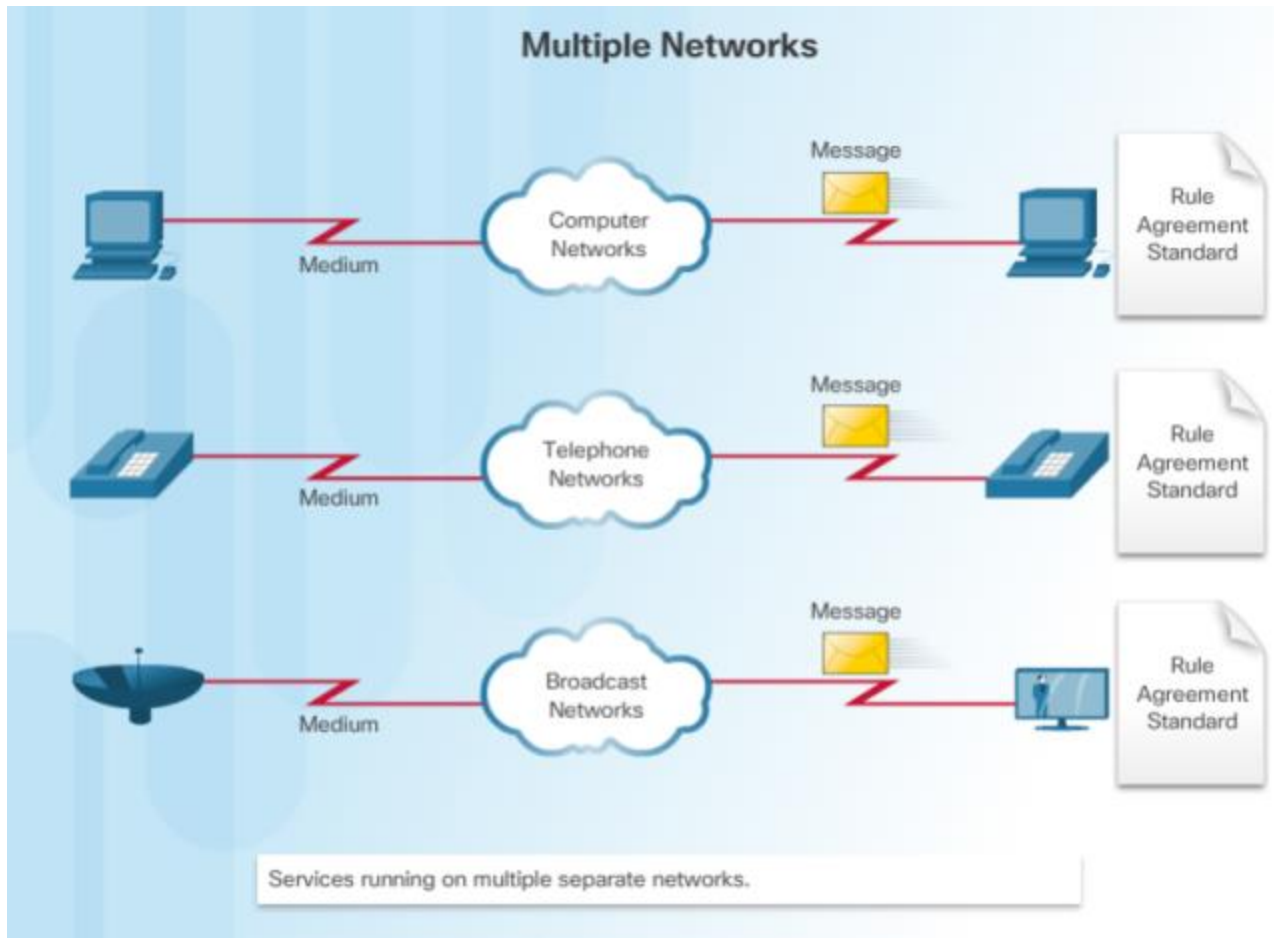 Multiple Networks
Message
Computer
Networks
Medium
Rule
Agreement
Standard
Message
Telephone
Networks
Medium
Rule
Agreement
Standard
Message
Broadcast
Networks
Medium
Rule
Agreement
Standard
Services running on multiple separate networks.